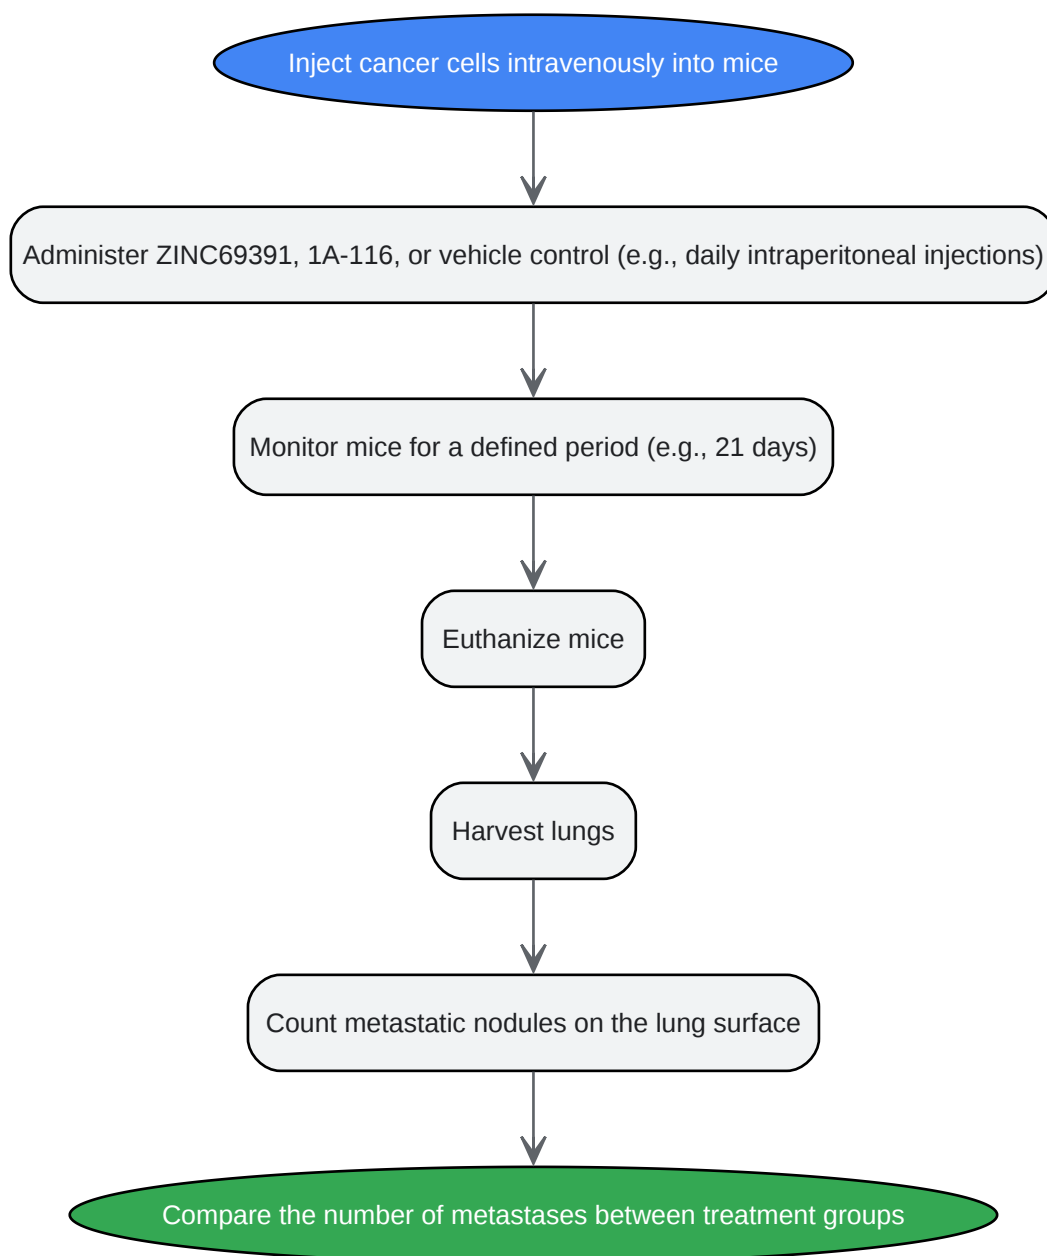 Inject cancer cells intravenously into mice
Administer ZINC69391, 1A-116, or vehicle control (e.g., daily intraperitoneal injections)
Monitor mice for a defined period (e.g., 21 days)
Euthanize mice
Harvest lungs
Count metastatic nodules on the lung surface
Compare the number of metastases between treatment groups